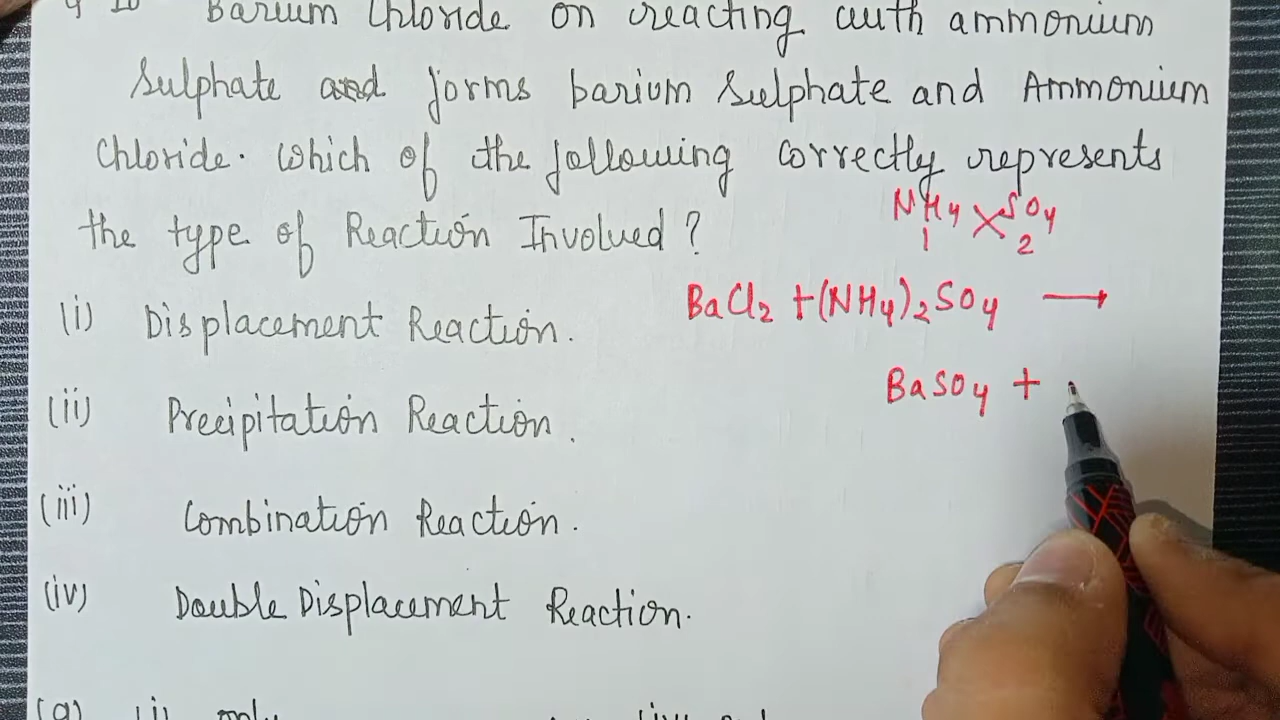 Barium Chloride on reacting with ammonium
Sulphate and forms barium Sulphate and Ammonium
Chloride. Which of the following correctly represents
the type of Reaction Involved?
NH4 SO4
1 2
BaCl2 + (NH4)2SO4 →
BaSO4 +
(i) Displacement Reaction.
(ii) Precipitation Reaction.
(iii) Combination Reaction.
(iv) Double Displacement Reaction.
(a) (i) only